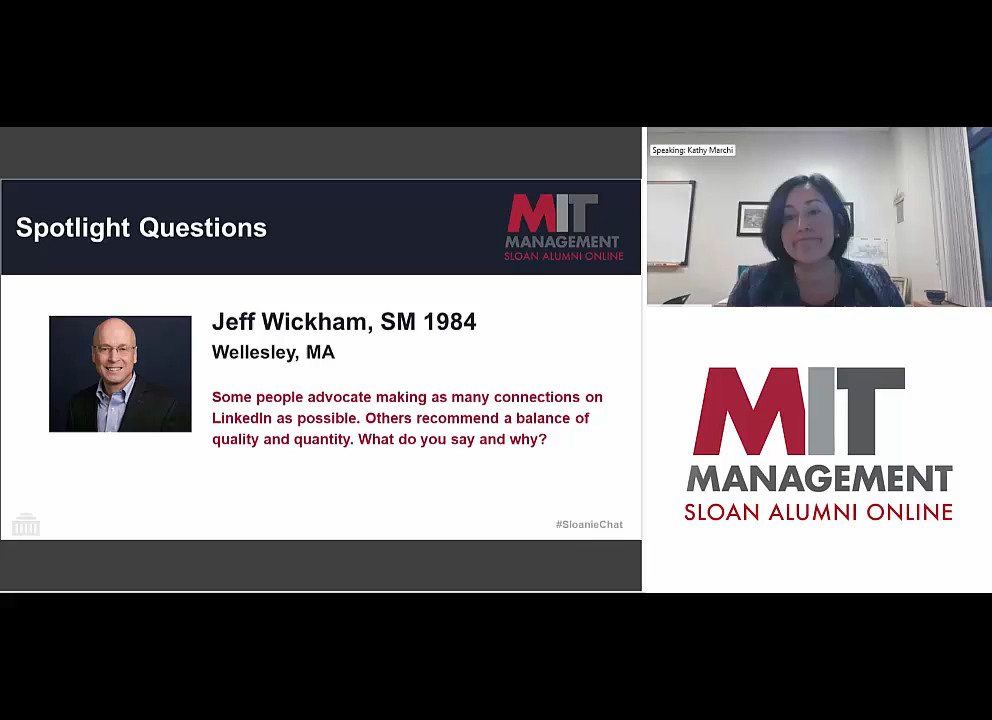 Spotlight Questions
MIT
MANAGEMENT
SLOAN ALUMNI ONLINE
Jeff Wickham, SM 1984
Wellesley, MA
Some people advocate making as many connections on
LinkedIn as possible. Others recommend a balance of
quality and quantity. What do you say and why?
#SloanieChat
Speaking: Kathy Marchi
MIT
MANAGEMENT
SLOAN ALUMNI ONLINE